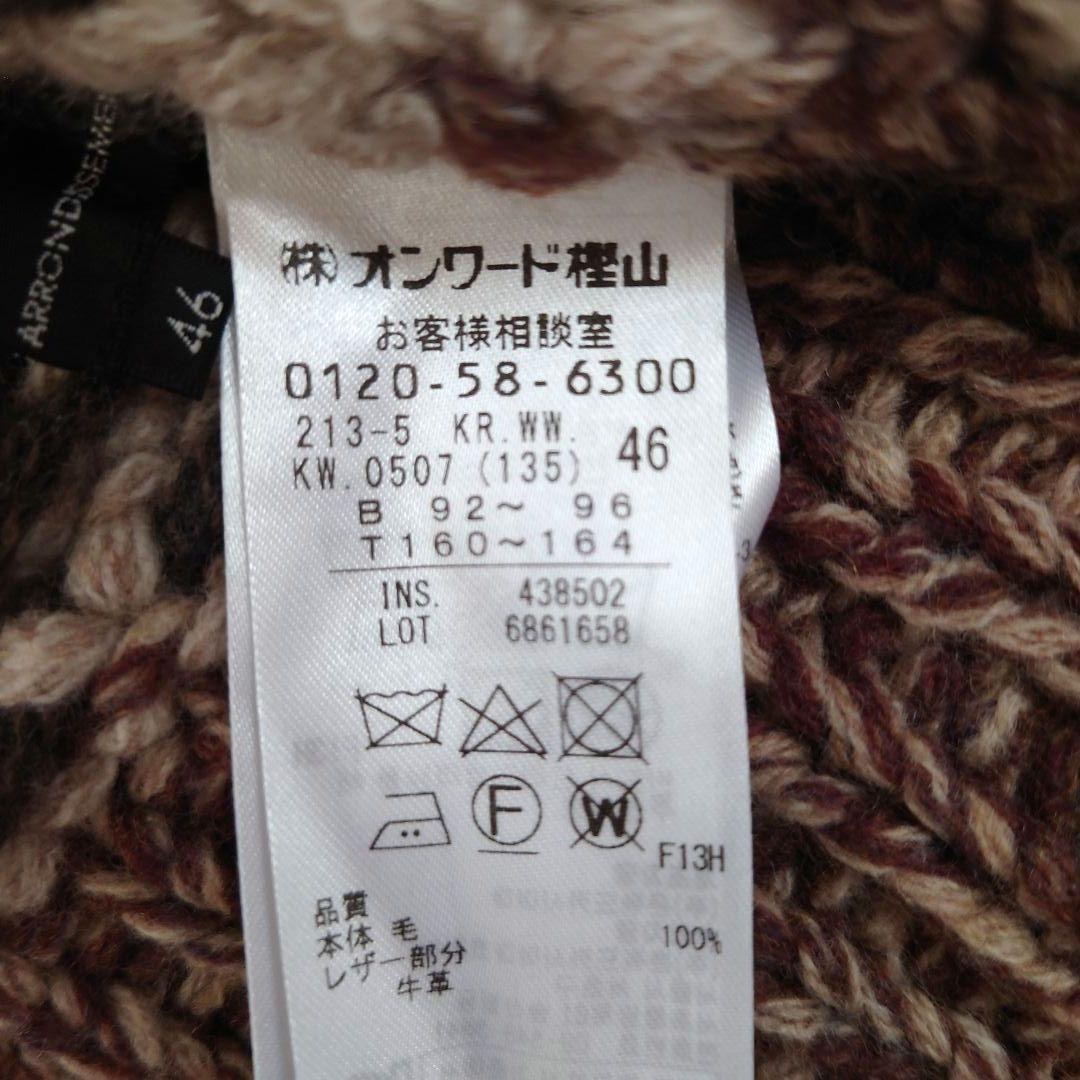 ARRONDISSEME
46
㈱オンワード樫山
お客様相談室
0120-58-6300
213-5 KR.WW.
KW.0507 (135) 46
B 92～ 96
T 160～164
INS. 438502
LOT 6861658
F W
F13H
品質
本体 毛 100%
レザー部分
牛革